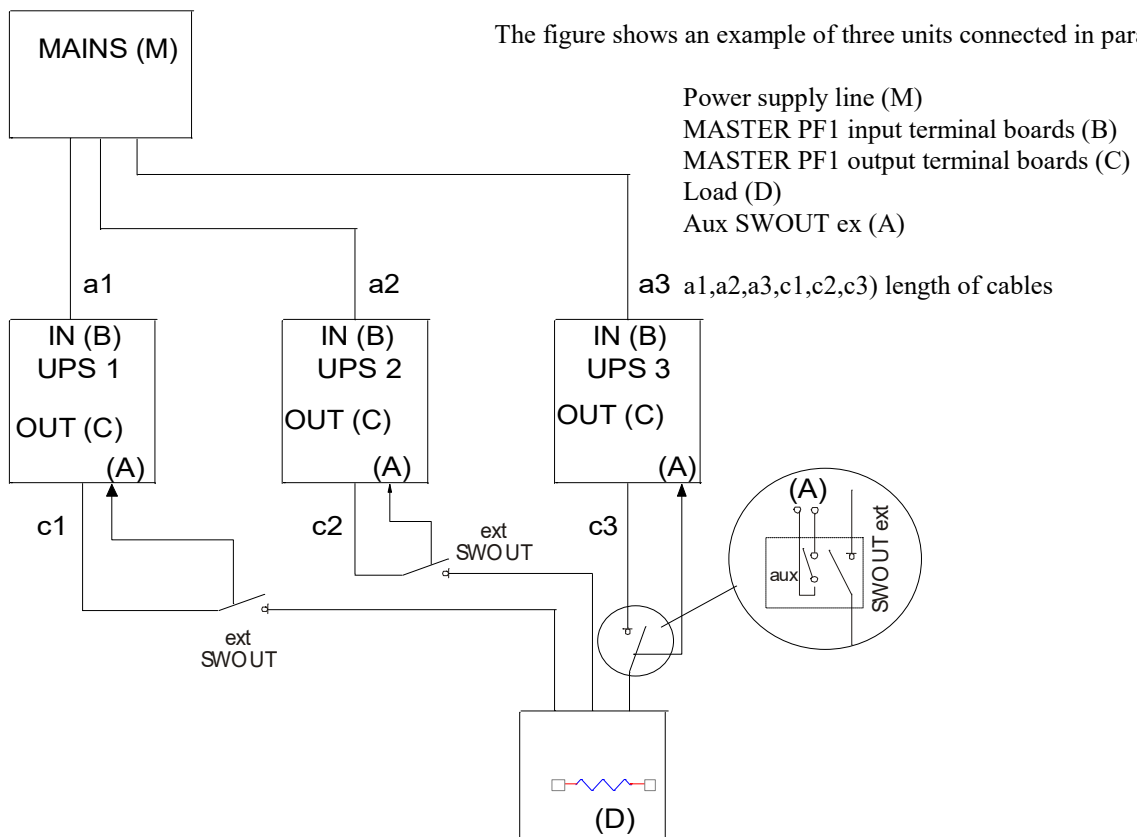 MAINS (M)
The figure shows an example of three units connected in
Power supply line (M)
MASTER PF1 input terminal boards (B)
MASTER PF1 output terminal boards (C)
Load (D)
Aux SWOUT ex (A)
a1
a2
a3
a1,a2,a3,c1,c2,c3) length of cables
IN (B)
UPS 1
OUT (C)
(A)
IN (B)
UPS 2
OUT (C)
(A)
IN (B)
UPS 3
OUT (C)
(A)
c1
c2
c3
ext
SWOUT
ext
SWOUT
(A)
aux
SWOUT ext
(D)